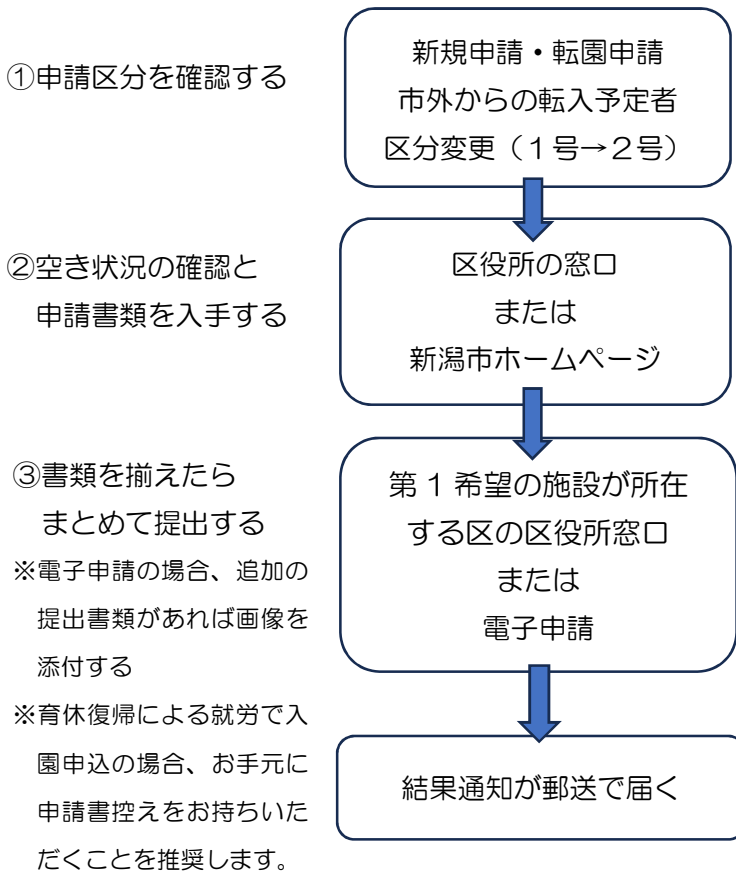 ①申請区分を確認する
新規申請・転園申請
市外からの転入予定者
区分変更（１号→２号）
②空き状況の確認と
申請書類を入手する
区役所の窓口
または
新潟市ホームページ
③書類を揃えたら
まとめて提出する
※電子申請の場合、追加の
提出書類があれば画像を
添付する
※育休復帰による就労で入
園申込の場合、お手元に
申請書控えをお持ちいた
だくことを推奨します。
第１希望の施設が所在
する区の区役所窓口
または
電子申請
結果通知が郵送で届く